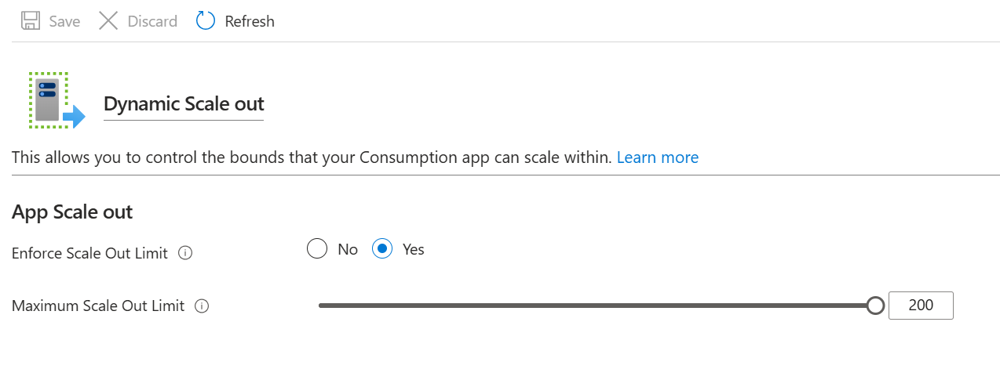 Save Discard Refresh
Dynamic Scale out
This allows you to control the bounds that your Consumption app can scale within. Learn more
App Scale out
Enforce Scale Out Limit No Yes
Maximum Scale Out Limit 200